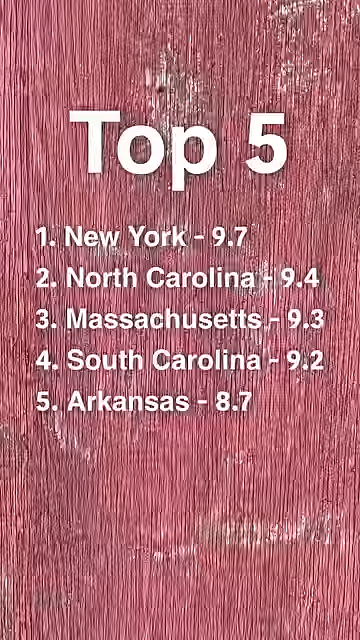 Top 5
1. New York - 9.7
2. North Carolina - 9.4
3. Massachusetts - 9.3
4. South Carolina - 9.2
5. Arkansas - 8.7